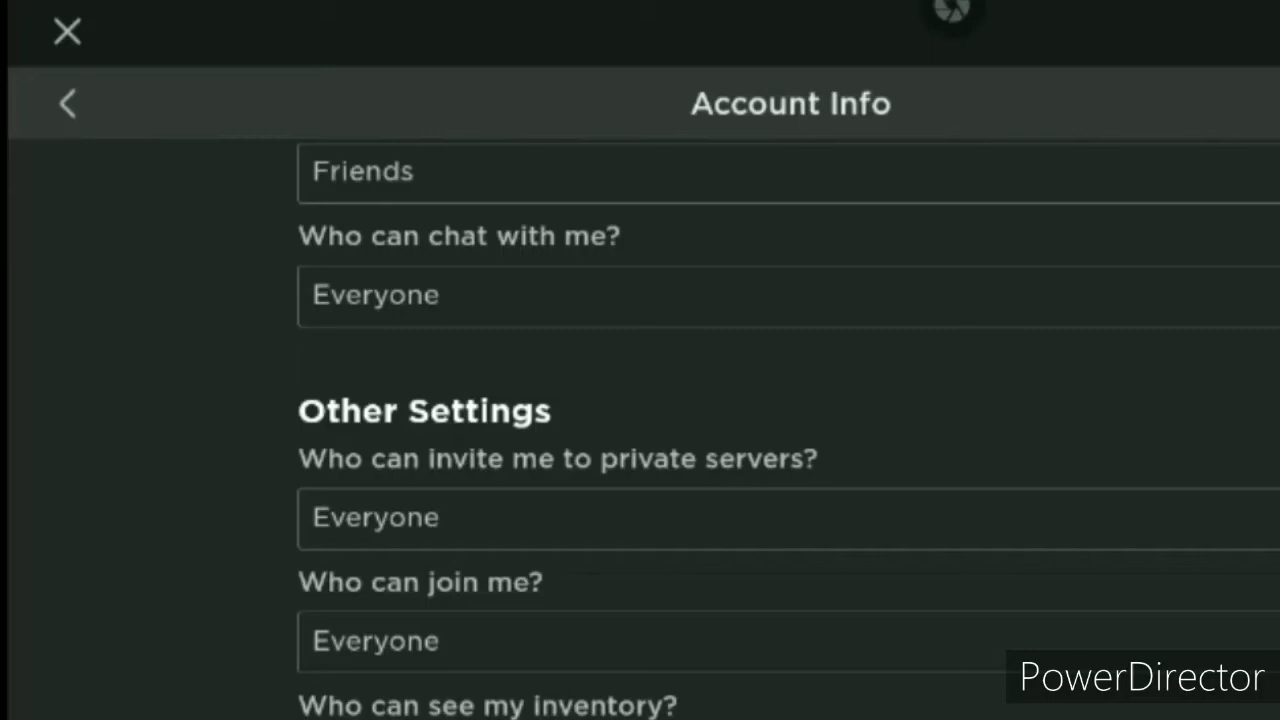 Account Info
Friends
Who can chat with me?
Everyone
Other Settings
Who can invite me to private servers?
Everyone
Who can join me?
Everyone
Who can see my inventory?
PowerDirector